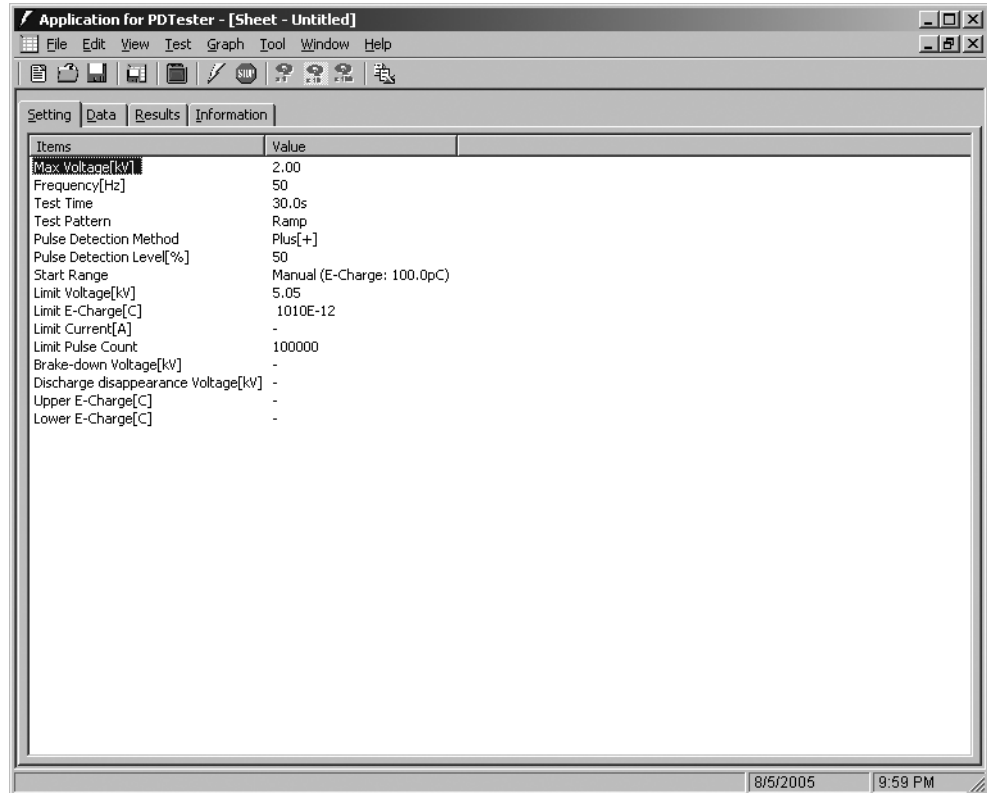 Application for PDTester - [Sheet - Untitled]
File Edit View Test Graph Tool Window Help
STOP
x 1 x 10 x 100
Setting Data Results Information
Items Value
Max Voltage[kV] 2.00
Frequency[Hz] 50
Test Time 30.0s
Test Pattern Ramp
Pulse Detection Method Plus[+]
Pulse Detection Level[%] 50
Start Range Manual (E-Charge: 100.0pC)
Limit Voltage[kV] 5.05
Limit E-Charge[C] 1010E-12
Limit Current[A] -
Limit Pulse Count 100000
Brake-down Voltage[kV] -
Discharge disappearance Voltage[kV] -
Upper E-Charge[C] -
Lower E-Charge[C] -
8/5/2005 9:59 PM